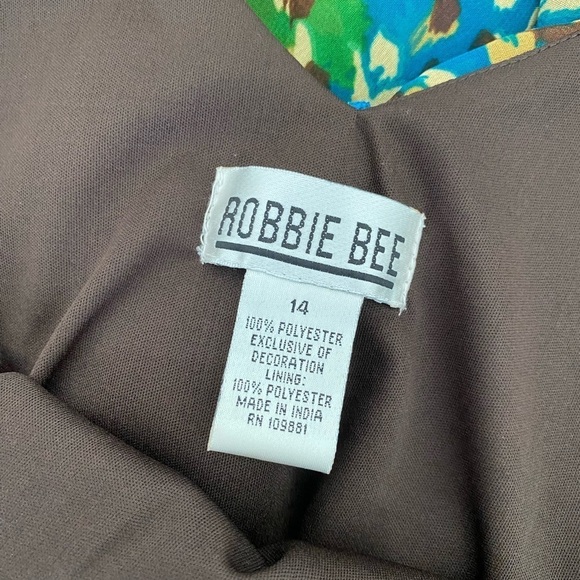 ROBBIE BEE
14
100% POLYESTER
EXCLUSIVE OF
DECORATION
LINING:
100% POLYESTER
MADE IN INDIA
RN 109881